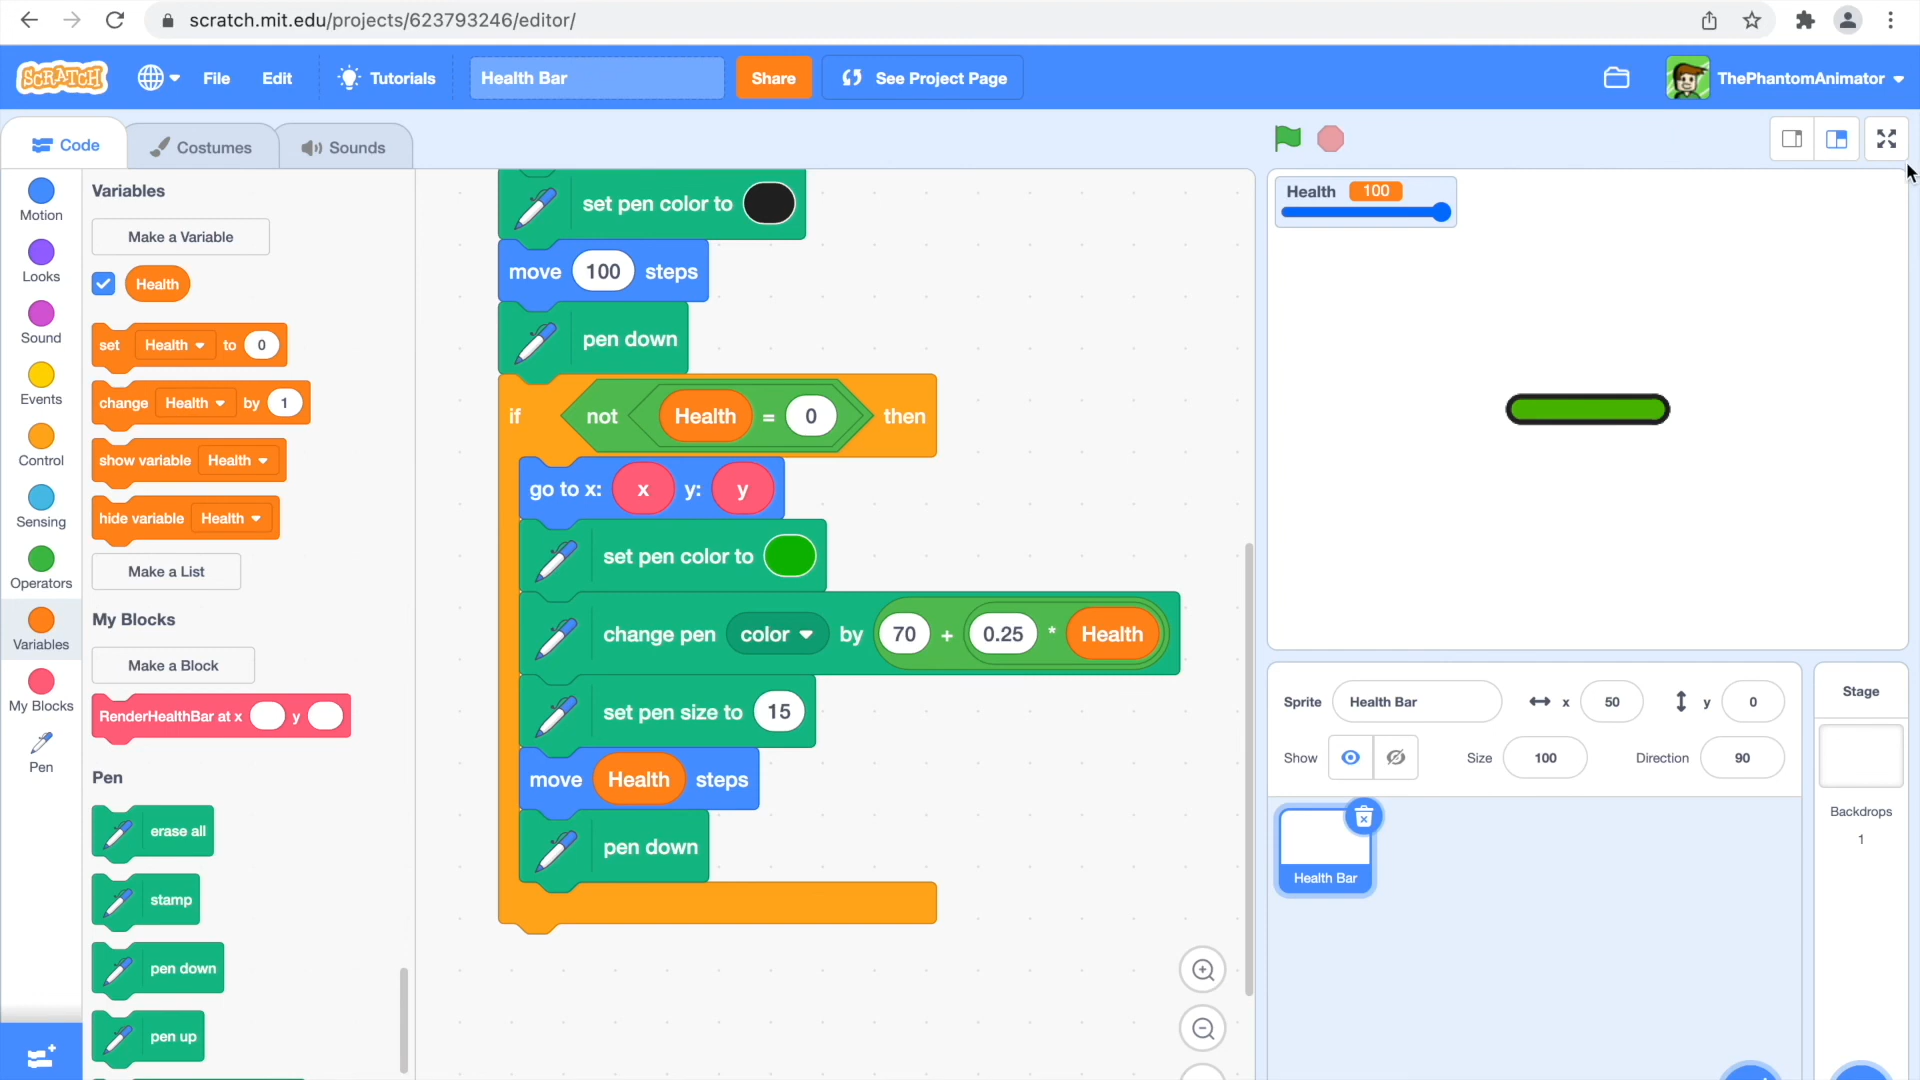 scratch.mit.edu/projects/623793246/editor/
SCRATCH
File
Edit
Tutorials
Health Bar
Share
See Project Page
ThePhantomAnimator
Code
Costumes
Sounds
Motion
Looks
Sound
Events
Control
Sensing
Operators
Variables
My Blocks
Pen
Variables
Make a Variable
Health
set Health to 0
change Health by 1
show variable Health
hide variable Health
Make a List
My Blocks
Make a Block
RenderHealthBar at x y
Pen
erase all
stamp
pen down
pen up
set pen color to
move 100 steps
pen down
if not Health = 0 then
go to x: x y: y
set pen color to
change pen color by 70 + 0.25 * Health
set pen size to 15
move Health steps
pen down
Health 100
Sprite Health Bar x 50 y 0
Show Size 100 Direction 90
Health Bar
Stage
Backdrops
1